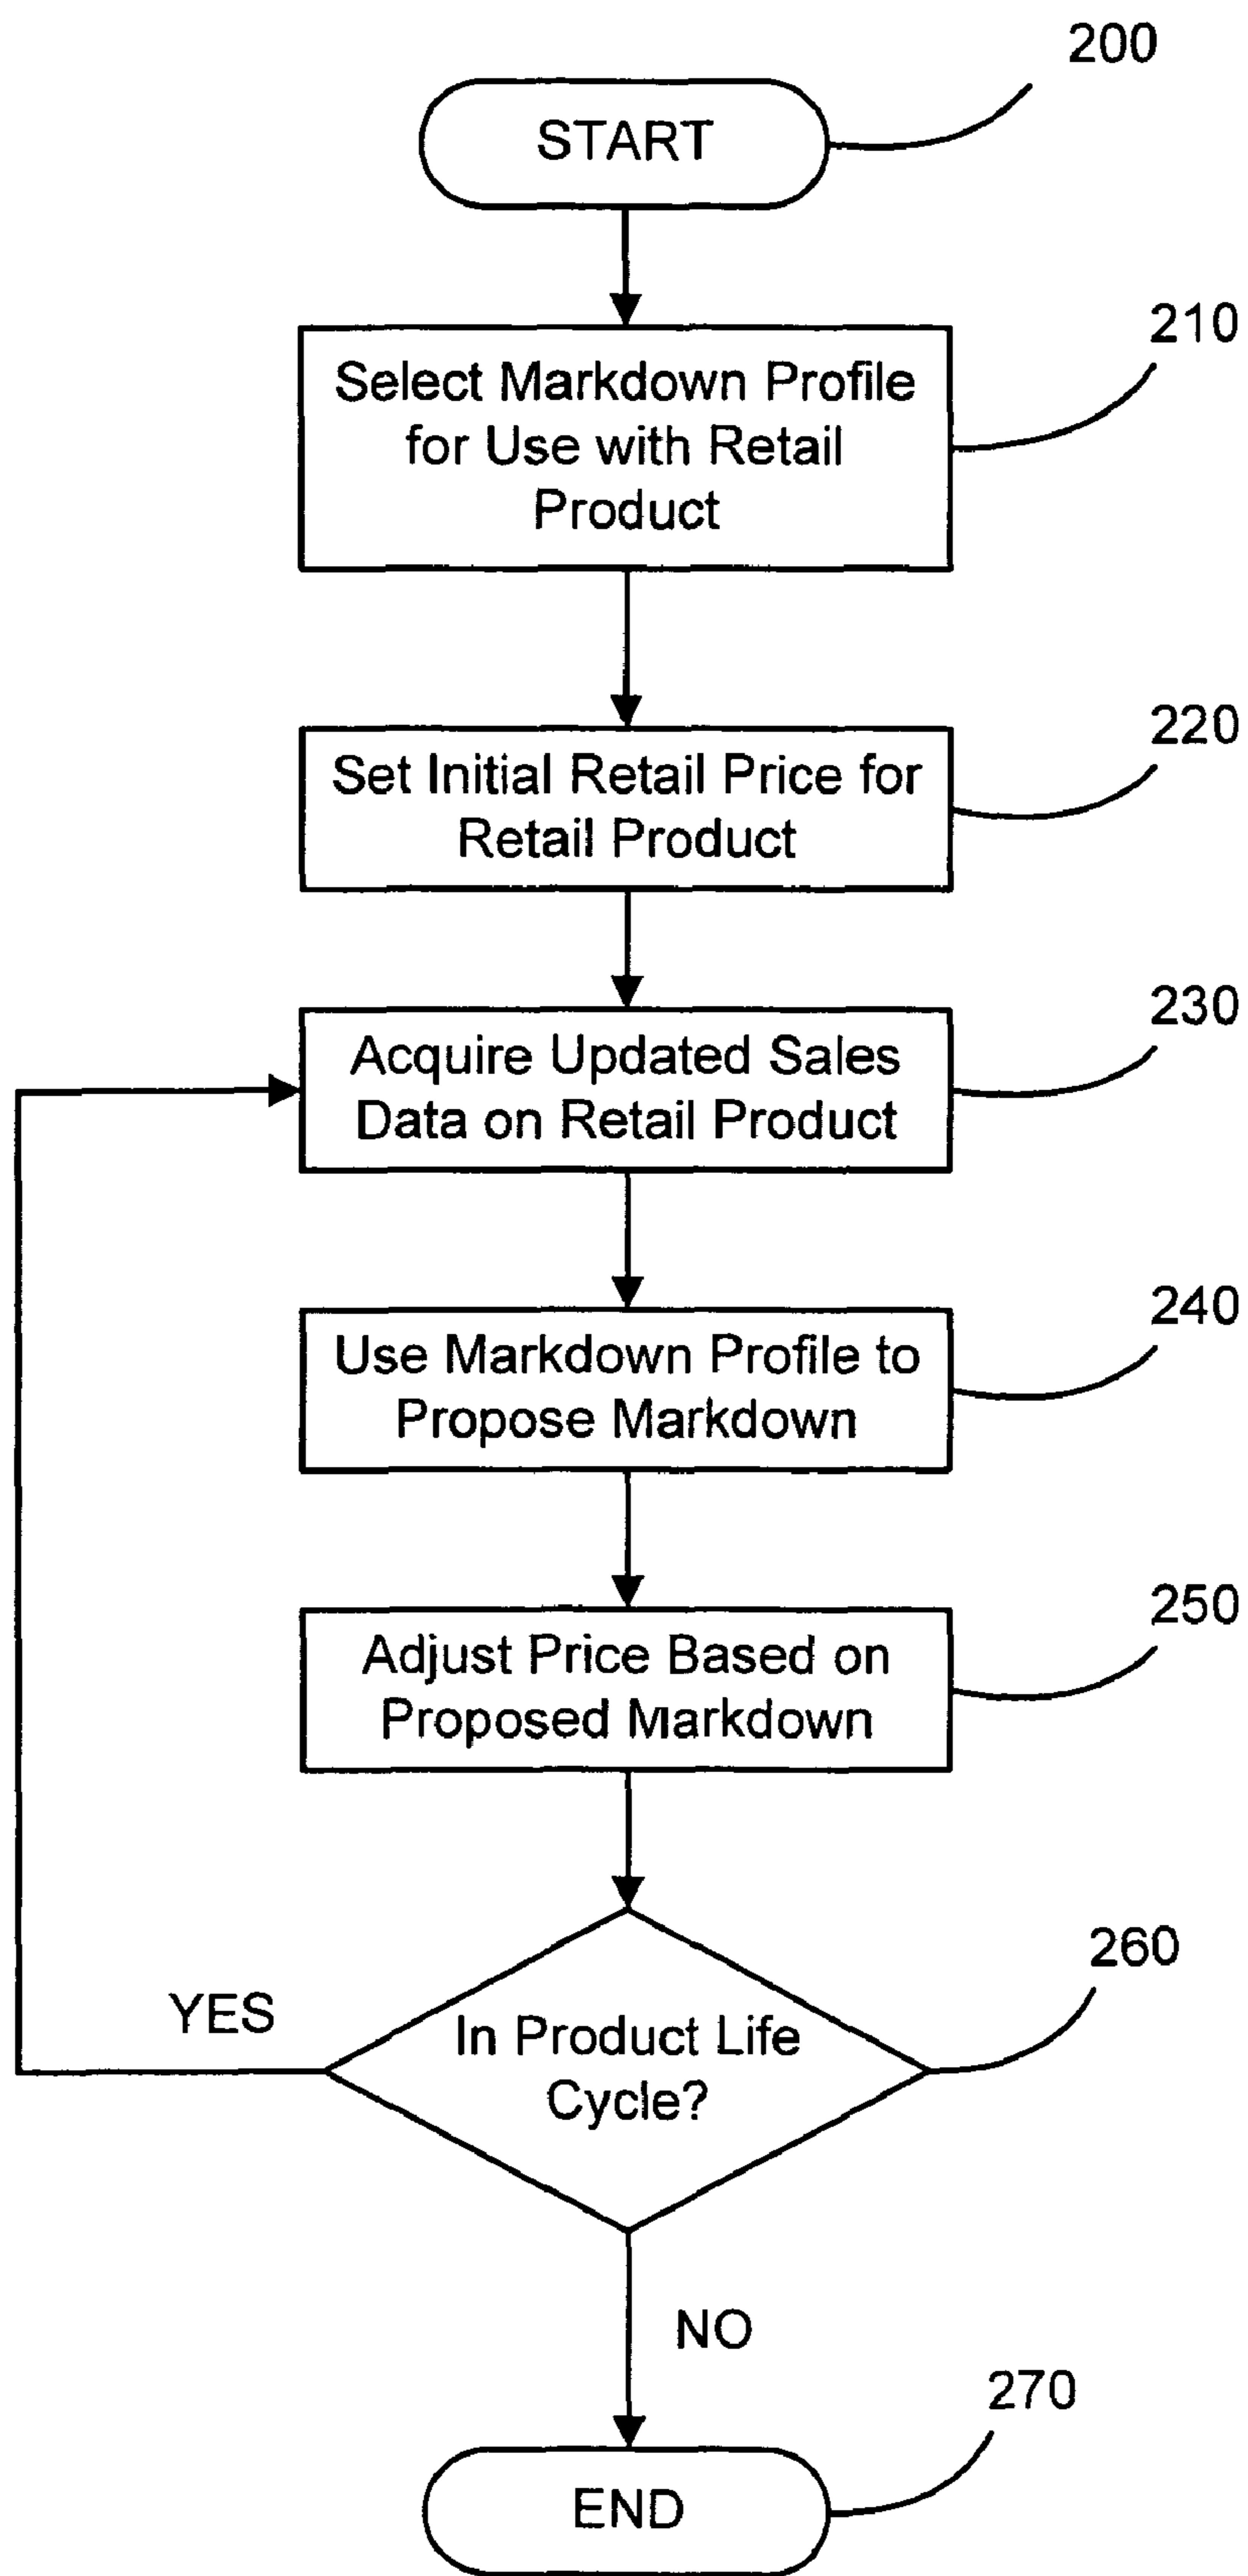 200
START
210
Select Markdown Profile
for Use with Retail
Product
220
Set Initial Retail Price for
Retail Product
230
Acquire Updated Sales
Data on Retail Product
240
Use Markdown Profile to
Propose Markdown
250
Adjust Price Based on
Proposed Markdown
260
YES
In Product Life
Cycle?
NO
270
END